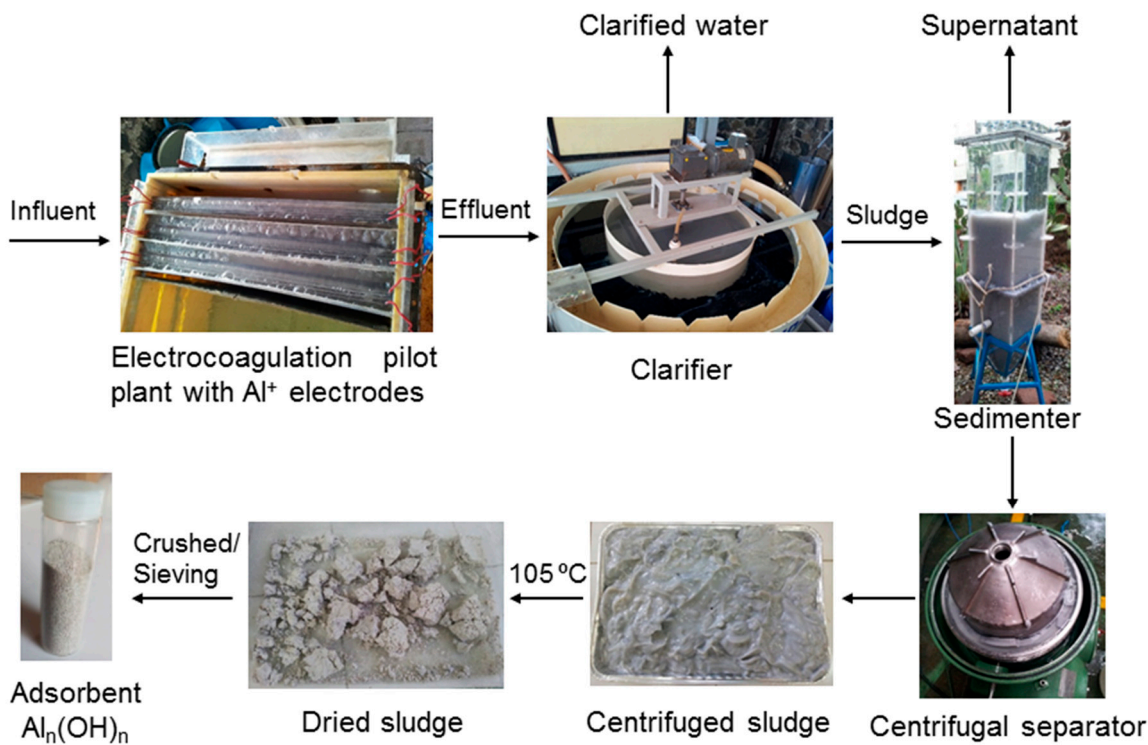 Clarified water
Supernatant
Influent
Effluent
Sludge
Electrocoagulation pilot
plant with Al⁺ electrodes
Clarifier
Sedimenter
Crushed/
Sieving
105 ºC
Adsorbent
Alₙ(OH)ₙ
Dried sludge
Centrifuged sludge
Centrifugal separator